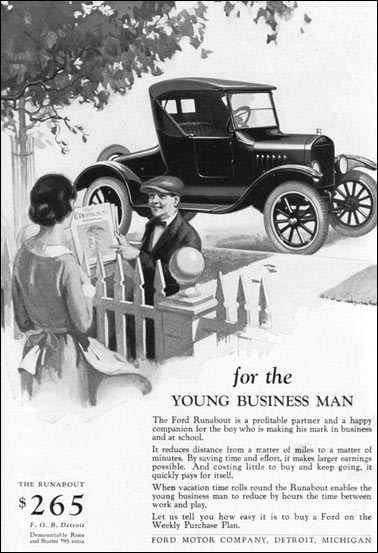 for the
YOUNG BUSINESS MAN
The Ford Runabout is a profitable partner and a happy
companion for the boy who is making his mark in business
and at school.
It reduces distance from a matter of miles to a matter of
minutes. By saving time and effort, it makes larger earnings
possible. And costing little to buy and keep going, it
quickly pays for itself.
When vacation time rolls round the Runabout enables the
young business man to reduce by hours the time between
work and play.
Let us tell you how easy it is to buy a Ford on the
Weekly Purchase Plan.
FORD MOTOR COMPANY, DETROIT, MICHIGAN
THE RUNABOUT
$265
F. O. B. Detroit
Demountable Rims
and Starter $85 extra